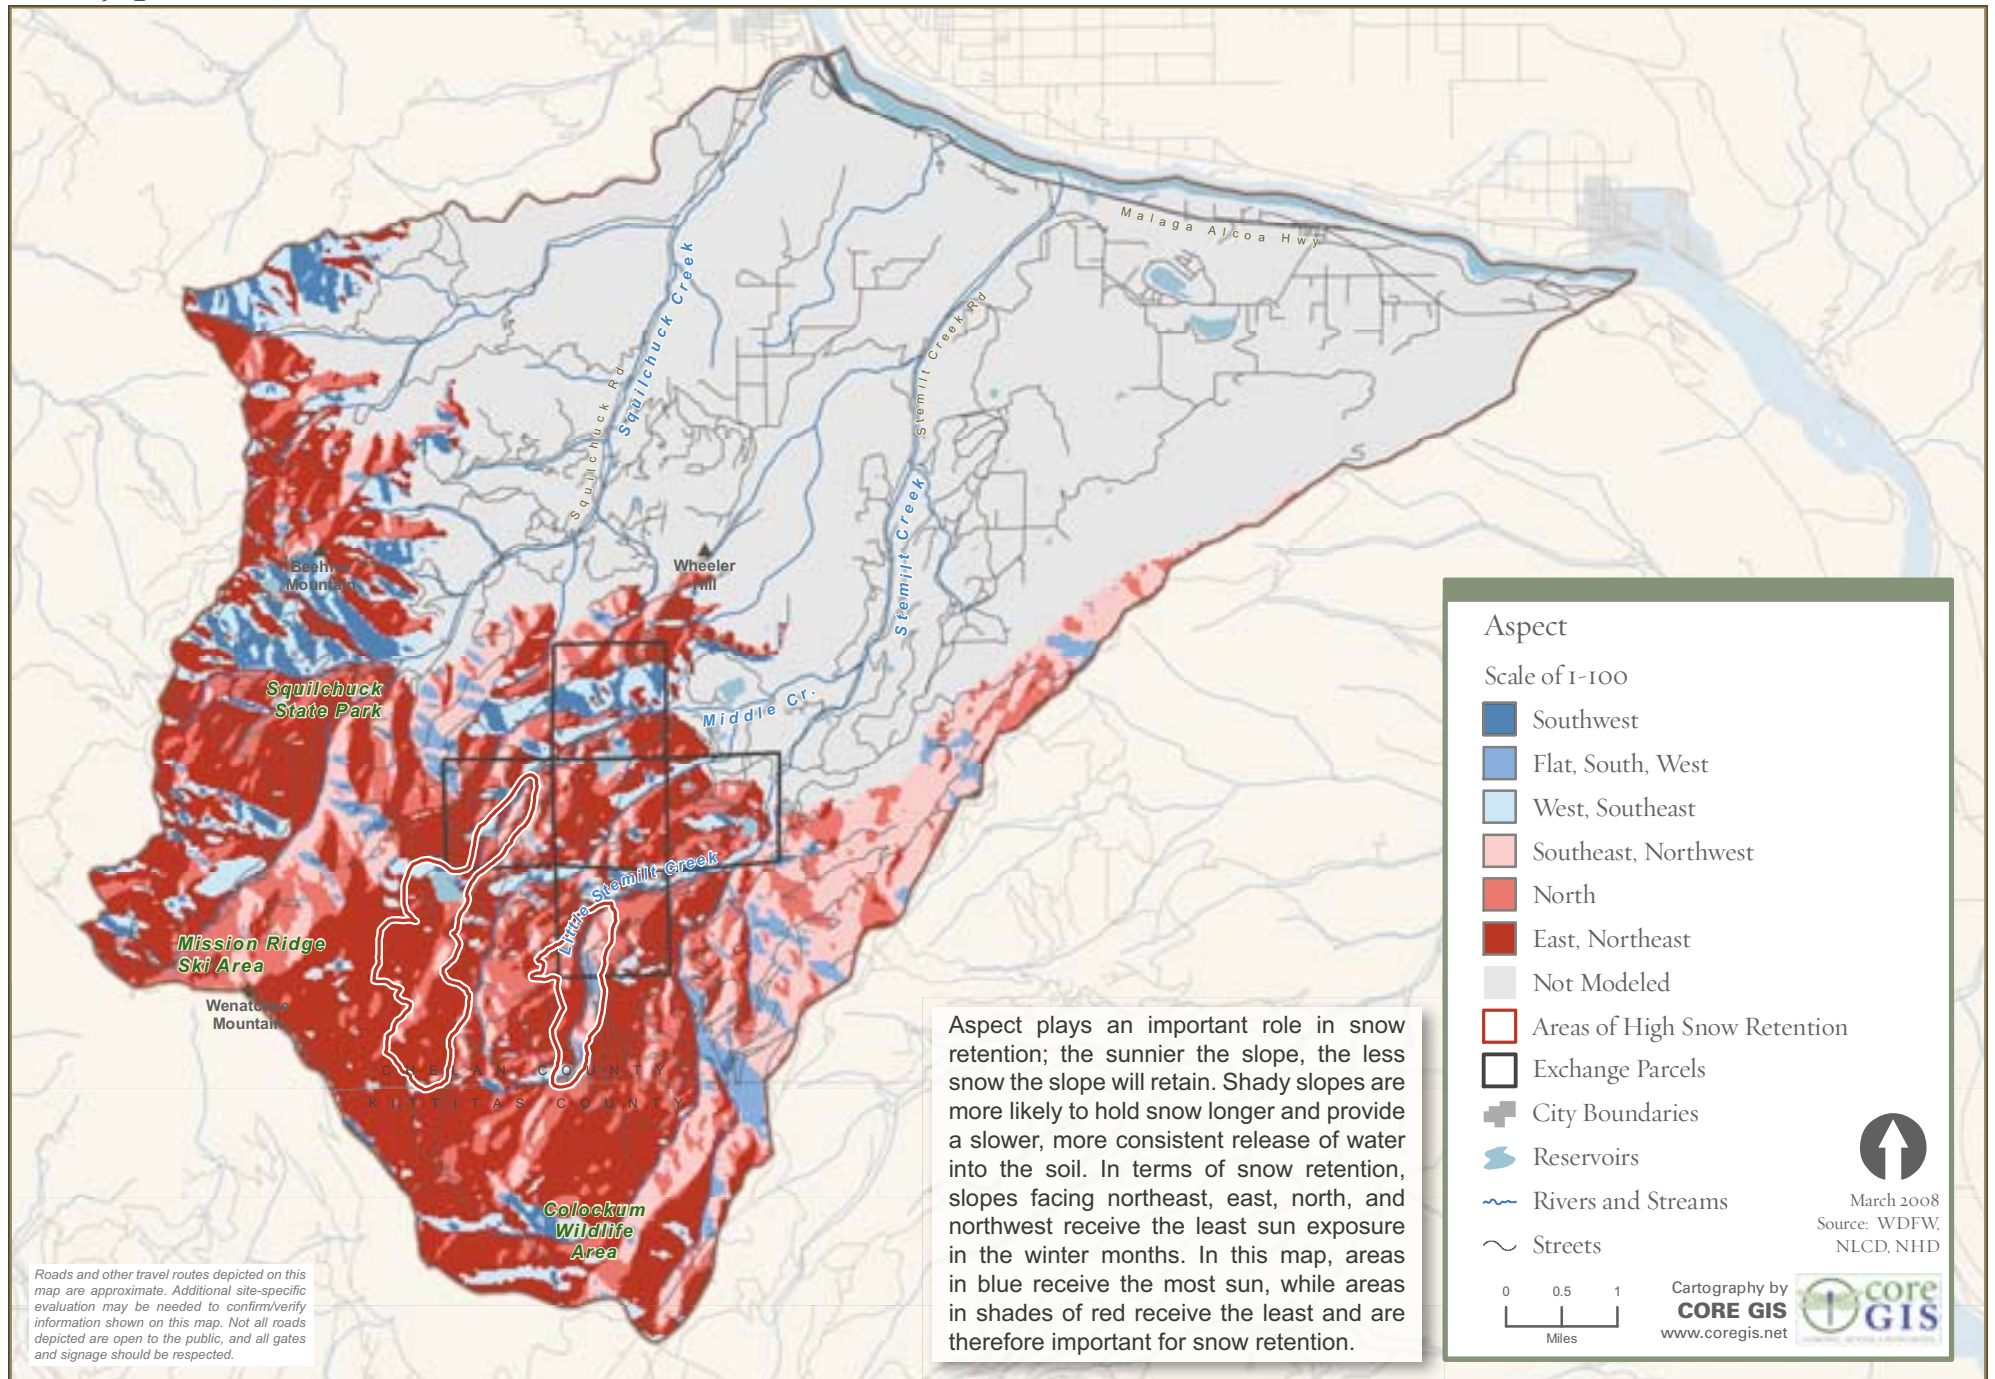 Malaga Alcoa Hwy
Squilchuck Creek
Squilchuck Rd
Stemilt Creek Rd
Stemilt Creek
Beehive
Mountain
Wheeler
Hill
Squilchuck
State Park
Middle Cr.
Little Stemilt Creek
Mission Ridge
Ski Area
Wenatchee
Mountain
CHELAN COUNTY
KITTITAS COUNTY
Colockum
Wildlife
Area
Aspect
Scale of 1-100
Southwest
Flat, South, West
West, Southeast
Southeast, Northwest
North
East, Northeast
Not Modeled
Areas of High Snow Retention
Exchange Parcels
City Boundaries
Reservoirs
Rivers and Streams
Streets
March 2008
Source: WDFW,
NLCD, NHD
0 0.5 1
Miles
Cartography by
CORE GIS
www.coregis.net
core
GIS
Aspect plays an important role in snow
retention; the sunnier the slope, the less
snow the slope will retain. Shady slopes are
more likely to hold snow longer and provide
a slower, more consistent release of water
into the soil. In terms of snow retention,
slopes facing northeast, east, north, and
northwest receive the least sun exposure
in the winter months. In this map, areas
in blue receive the most sun, while areas
in shades of red receive the least and are
therefore important for snow retention.
Roads and other travel routes depicted on this
map are approximate. Additional site-specific
evaluation may be needed to confirm/verify
information shown on this map. Not all roads
depicted are open to the public, and all gates
and signage should be respected.